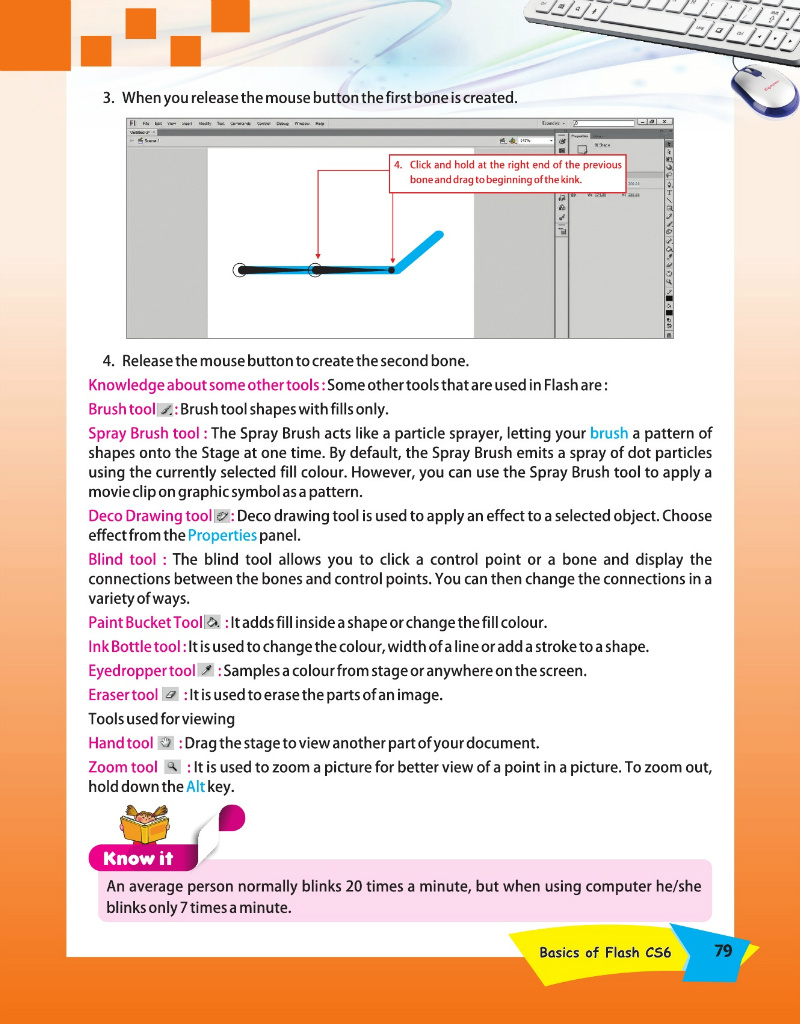 3. When you release the mouse button the first bone is created.
File Edit View Insert Modify Text Commands Control Debug Window Help
Essentials
Scene 1
Properties
4. Click and hold at the right end of the previous
bone and drag to beginning of the kink.
4. Release the mouse button to create the second bone.
Knowledge about some other tools : Some other tools that are used in Flash are :
Brush tool : Brush tool shapes with fills only.
Spray Brush tool : The Spray Brush acts like a particle sprayer, letting your brush a pattern of
shapes onto the Stage at one time. By default, the Spray Brush emits a spray of dot particles
using the currently selected fill colour. However, you can use the Spray Brush tool to apply a
movie clip on graphic symbol as a pattern.
Deco Drawing tool : Deco drawing tool is used to apply an effect to a selected object. Choose
effect from the Properties panel.
Blind tool : The blind tool allows you to click a control point or a bone and display the
connections between the bones and control points. You can then change the connections in a
variety of ways.
Paint Bucket Tool : It adds fill inside a shape or change the fill colour.
Ink Bottle tool : It is used to change the colour, width of a line or add a stroke to a shape.
Eyedropper tool : Samples a colour from stage or anywhere on the screen.
Eraser tool : It is used to erase the parts of an image.
Tools used for viewing
Hand tool : Drag the stage to view another part of your document.
Zoom tool : It is used to zoom a picture for better view of a point in a picture. To zoom out,
hold down the Alt key.
Know it
An average person normally blinks 20 times a minute, but when using computer he/she
blinks only 7 times a minute.
Basics of Flash CS6 79